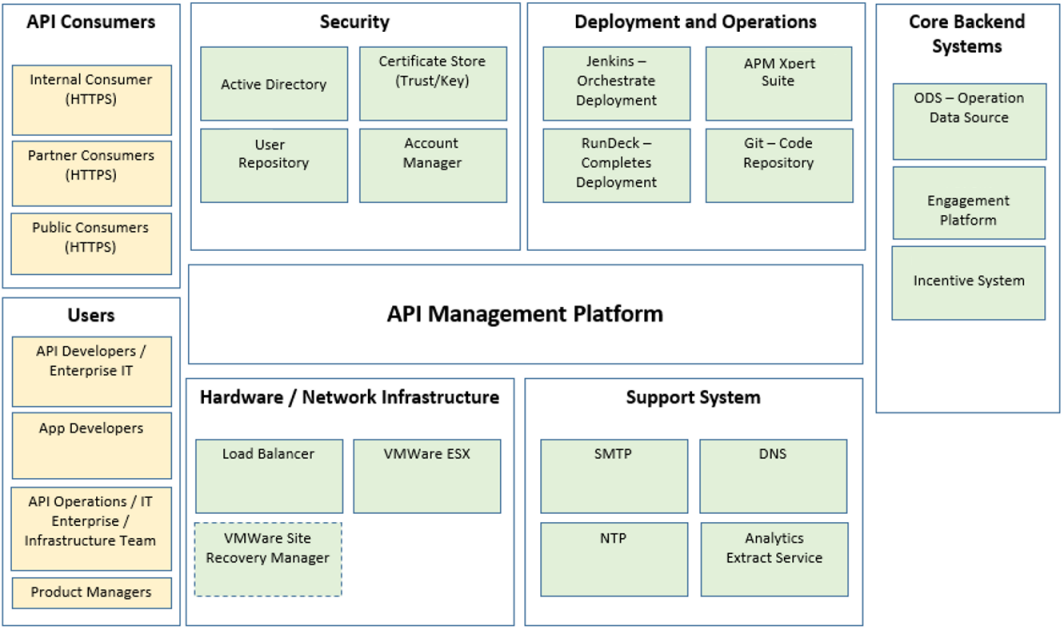 API Consumers
Internal Consumer
(HTTPS)
Partner Consumers
(HTTPS)
Public Consumers
(HTTPS)
Users
API Developers /
Enterprise IT
App Developers
API Operations / IT
Enterprise /
Infrastructure Team
Product Managers
Security
Active Directory
Certificate Store
(Trust/Key)
User
Repository
Account
Manager
Deployment and Operations
Jenkins –
Orchestrate
Deployment
APM Xpert
Suite
RunDeck –
Completes
Deployment
Git – Code
Repository
API Management Platform
Hardware / Network Infrastructure
Load Balancer
VMWare ESX
VMWare Site
Recovery Manager
Support System
SMTP
DNS
NTP
Analytics
Extract Service
Core Backend
Systems
ODS – Operation
Data Source
Engagement
Platform
Incentive System